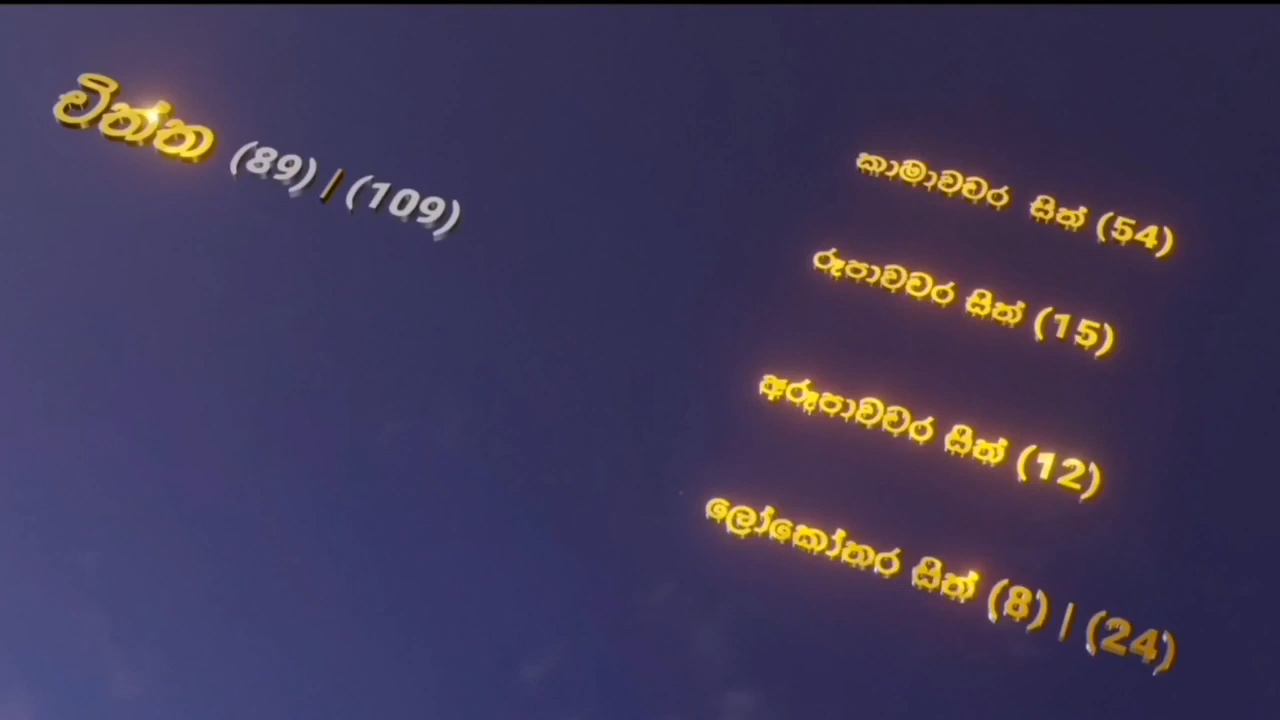 චිත්ත (89) | (109)
කාමාවචර සිත් (54)
රූපාවචර සිත් (15)
අරූපාවචර සිත් (12)
ලෝකෝතර සිත් (8) | (24)